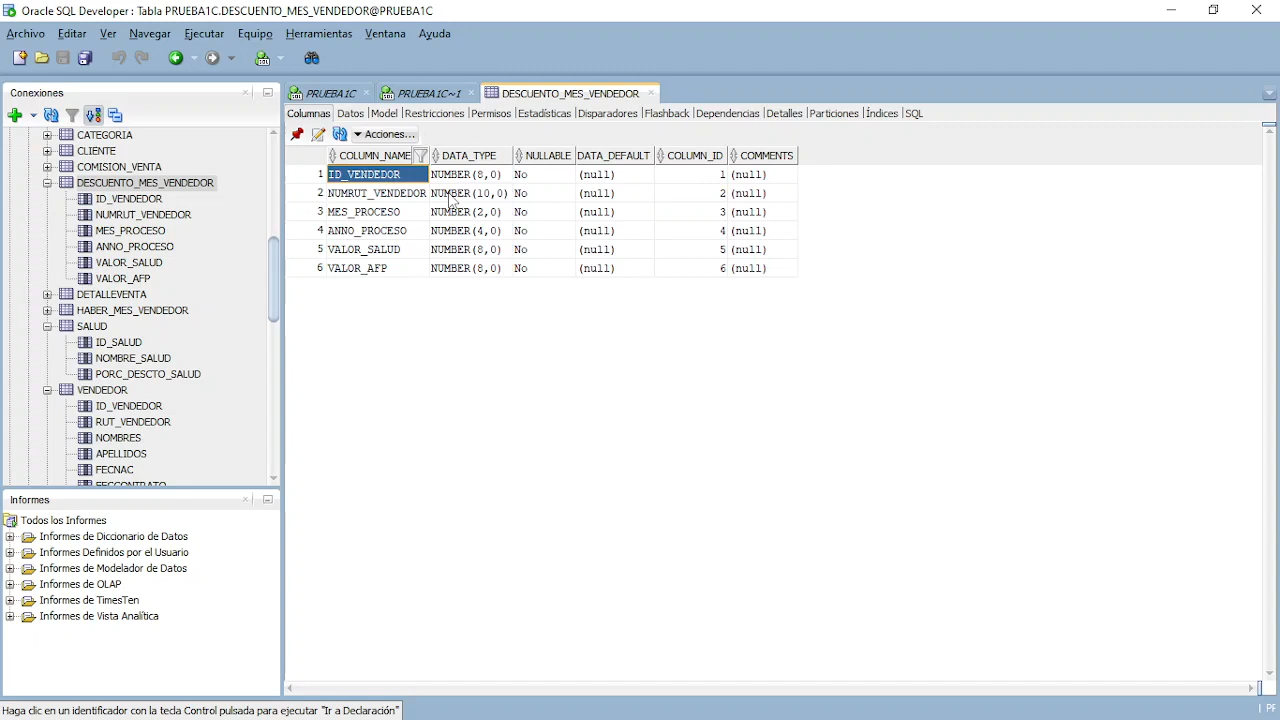 Oracle SQL Developer : Tabla PRUEBA1C.DESCUENTO_MES_VENDEDOR@PRUEBA1C
Archivo Editar Ver Navegar Ejecutar Equipo Herramientas Ventana Ayuda
Conexiones
CATEGORIA
CLIENTE
COMISION_VENTA
DESCUENTO_MES_VENDEDOR
ID_VENDEDOR
NUMRUT_VENDEDOR
MES_PROCESO
ANNO_PROCESO
VALOR_SALUD
VALOR_AFP
DETALLEVENTA
HABER_MES_VENDEDOR
SALUD
ID_SALUD
NOMBRE_SALUD
PORC_DESCTO_SALUD
VENDEDOR
ID_VENDEDOR
RUT_VENDEDOR
NOMBRES
APELLIDOS
FECNAC
FECCONTRATO
Informes
Todos los Informes
Informes de Diccionario de Datos
Informes Definidos por el Usuario
Informes de Modelador de Datos
Informes de OLAP
Informes de TimesTen
Informes de Vista Analítica
PRUEBA1C PRUEBA1C~1 DESCUENTO_MES_VENDEDOR
Columnas Datos Model Restricciones Permisos Estadísticas Disparadores Flashback Dependencias Detalles Particiones Índices SQL
Acciones...
COLUMN_NAME DATA_TYPE NULLABLE DATA_DEFAULT COLUMN_ID COMMENTS
1 ID_VENDEDOR NUMBER(8,0) No (null) 1 (null)
2 NUMRUT_VENDEDOR NUMBER(10,0) No (null) 2 (null)
3 MES_PROCESO NUMBER(2,0) No (null) 3 (null)
4 ANNO_PROCESO NUMBER(4,0) No (null) 4 (null)
5 VALOR_SALUD NUMBER(8,0) No (null) 5 (null)
6 VALOR_AFP NUMBER(8,0) No (null) 6 (null)
Haga clic en un identificador con la tecla Control pulsada para ejecutar "Ir a Declaración"
PF